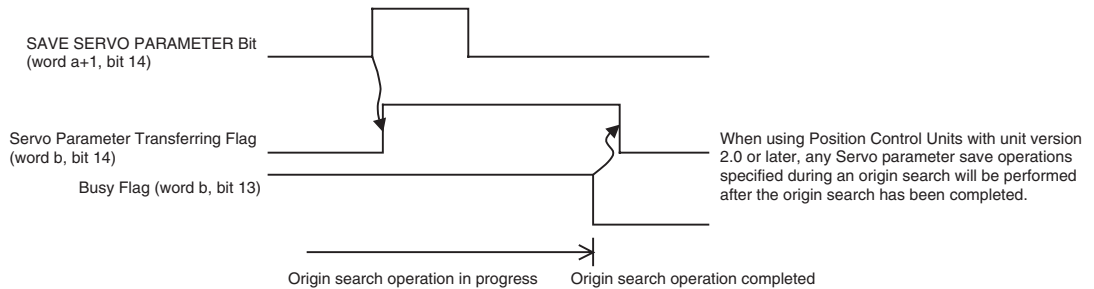 SAVE SERVO PARAMETER Bit
(word a+1, bit 14)
Servo Parameter Transferring Flag
(word b, bit 14)
Busy Flag (word b, bit 13)
When using Position Control Units with unit version
2.0 or later, any Servo parameter save operations
specified during an origin search will be performed
after the origin search has been completed.
Origin search operation in progress
Origin search operation completed